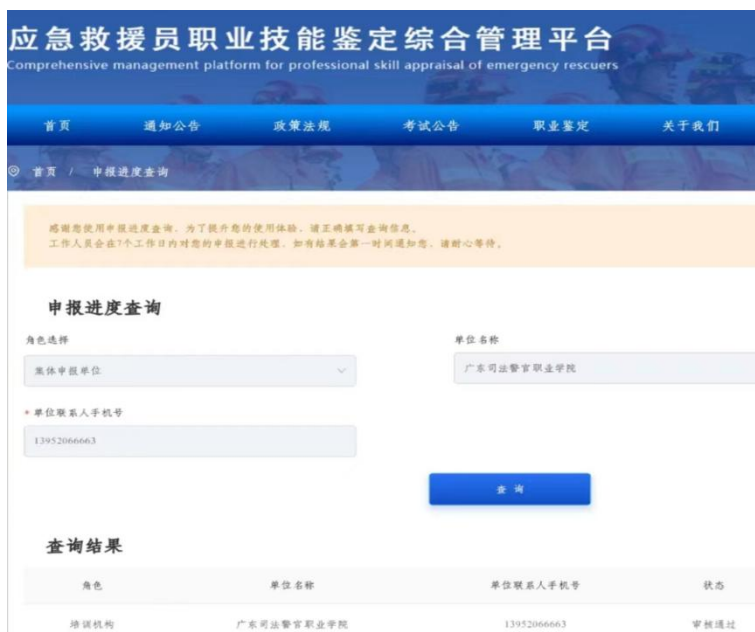 应急救援员职业技能鉴定综合管理平台
Comprehensive management platform for professional skill appraisal of emergency rescuers
首页 通知公告 政策法规 考试公告 职业鉴定 关于我们
首页 / 申报进度查询
感谢您使用申报进度查询，为了提升您的使用体验，请正确填写查询信息。
工作人员会在7个工作日内对您的申报进行处理，如有结果会第一时间通知您，请耐心等待。
申报进度查询
角色选择 单位名称
集体申报单位 广东司法警官职业学院
* 单位联系人手机号
13952066663
查 询
查询结果
角色 单位名称 单位联系人手机号 状态
培训机构 广东司法警官职业学院 13952066663 审核通过